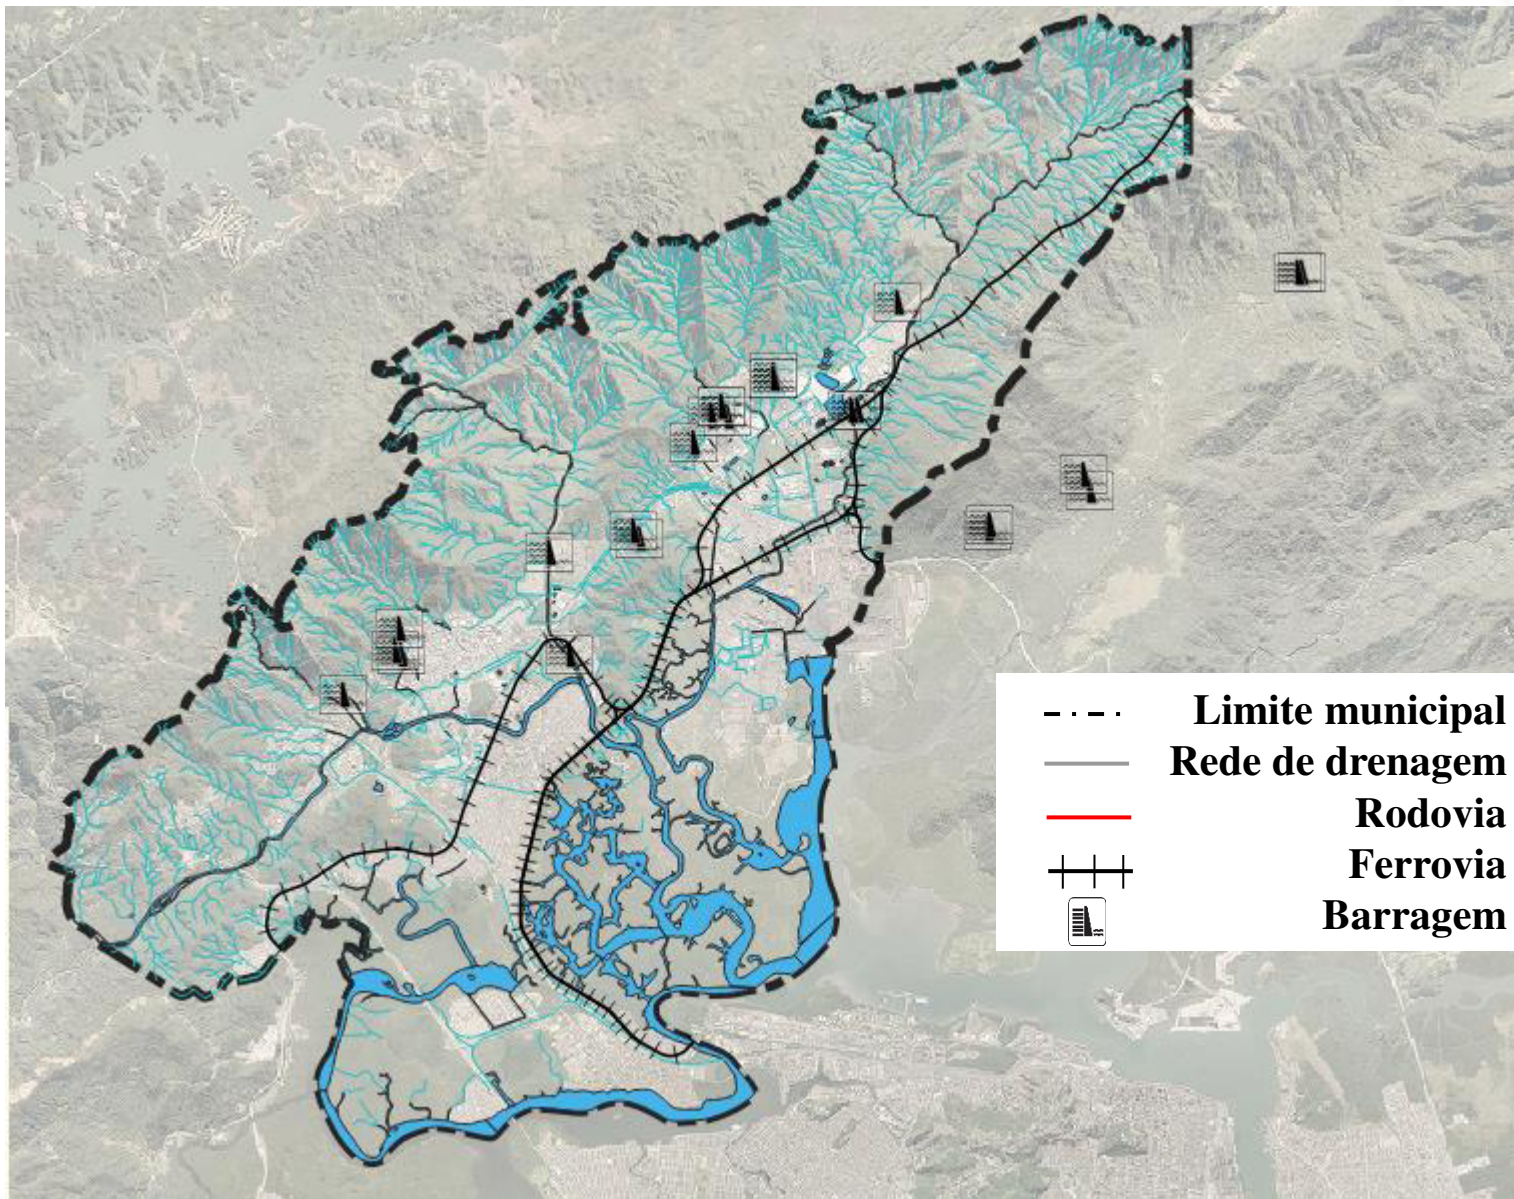 Limite municipal
Rede de drenagem
Rodovia
Ferrovia
Barragem